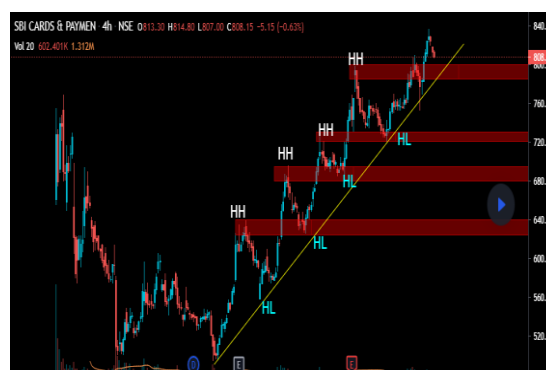 SBI CARDS & PAYMEN · 4h · NSE O813.30 H814.80 L807.00 C808.15 -5.15 (-0.63%)
Vol 20 602.401K 1.312M
840.
HH
808.
800.
760.
HH
HL
720.
HH
HL
680.
HH
640.
HL
600.
HL
560.
520.
D E E